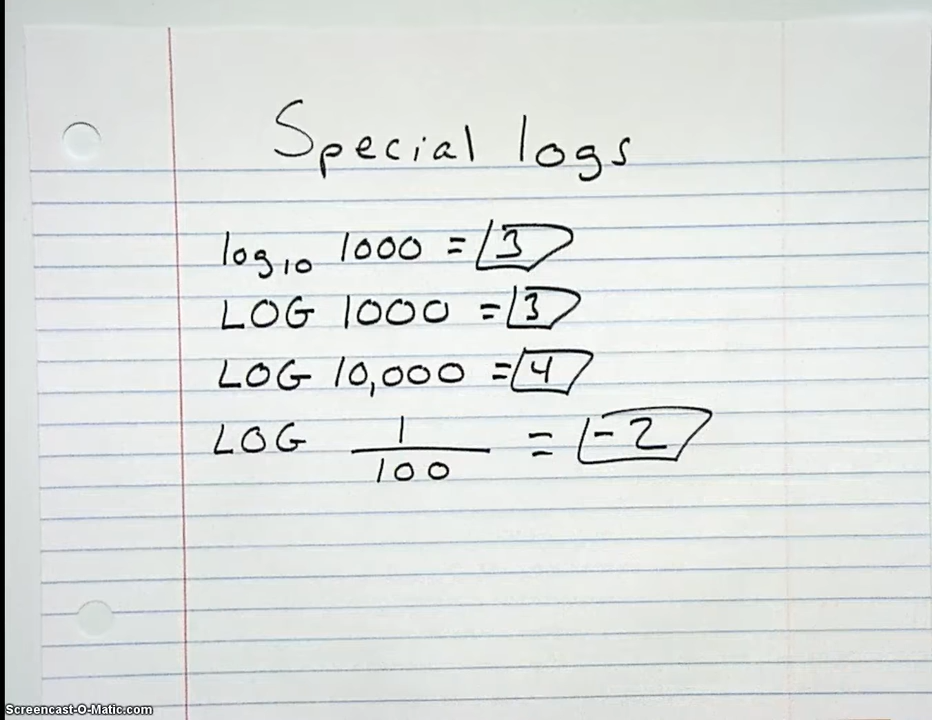 Special logs
log10 1000 = 3
LOG 1000 = 3
LOG 10,000 = 4
LOG 1/100 = -2
Screencast-O-Matic.com